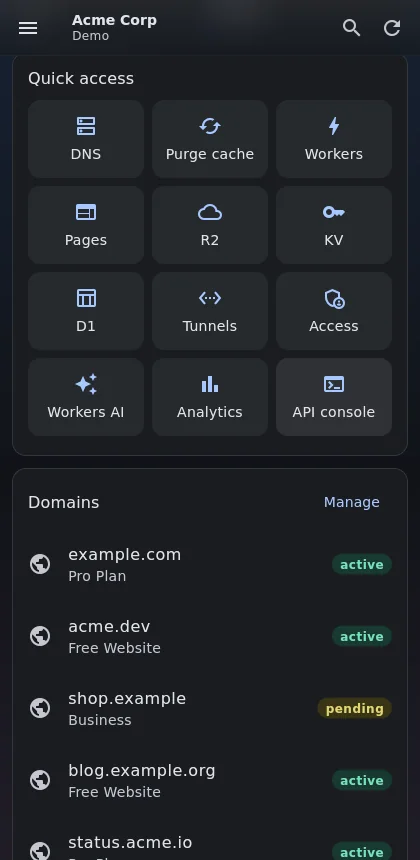 Acme Corp
Demo
Quick access
DNS
Purge cache
Workers
Pages
R2
KV
D1
Tunnels
Access
Workers AI
Analytics
API console
Domains
Manage
example.com
Pro Plan
active
acme.dev
Free Website
active
shop.example
Business
pending
blog.example.org
Free Website
active
status.acme.io
active